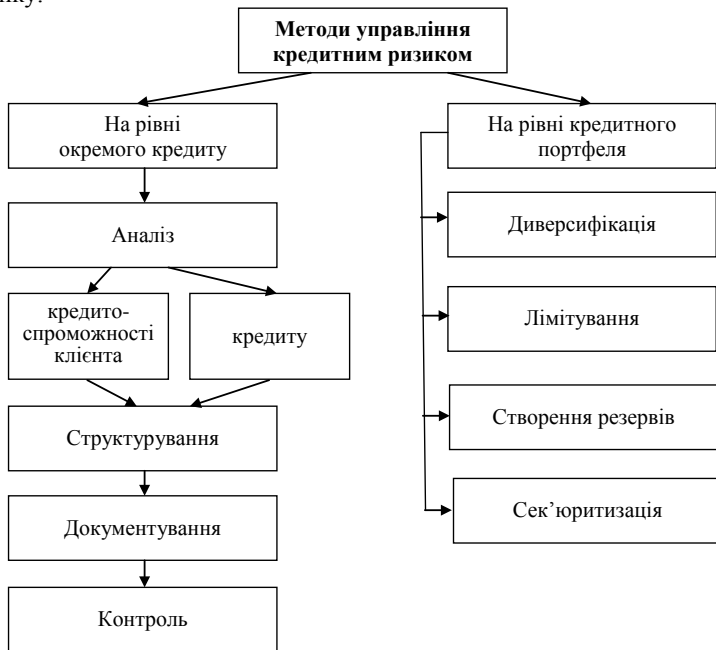 Методи управління
кредитним ризиком
На рівні
окремого кредиту
Аналіз
кредито-
спроможності
клієнта
кредиту
Структурування
Документування
Контроль
На рівні кредитного
портфеля
Диверсифікація
Лімітування
Створення резервів
Сек’юритизація